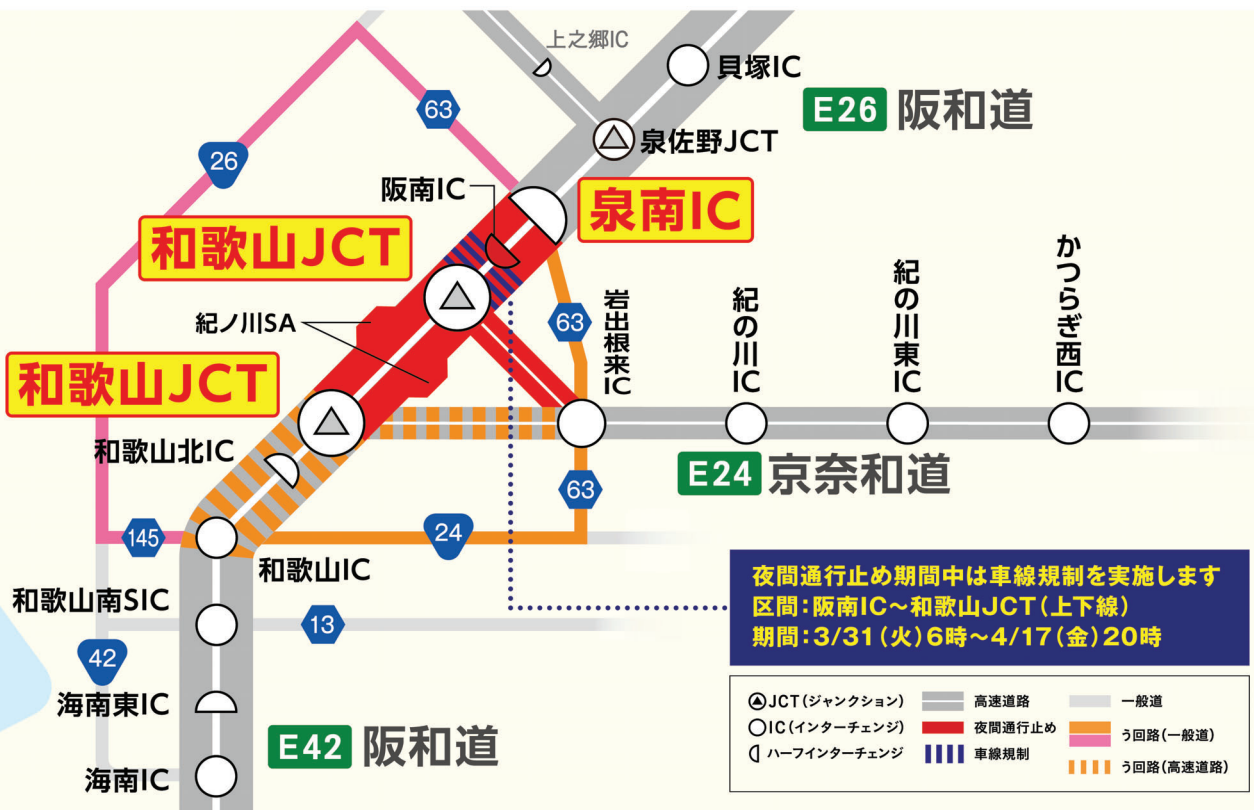 上之郷IC
貝塚IC
E26 阪和道
63
泉佐野JCT
26
阪南IC
泉南IC
和歌山JCT
紀ノ川SA
63
岩出根来IC
紀の川IC
紀の川東IC
かつらぎ西IC
和歌山JCT
和歌山北IC
E24 京奈和道
63
145
24
和歌山IC
和歌山南SIC
13
42
海南東IC
E42 阪和道
海南IC
夜間通行止め期間中は車線規制を実施します
区間:阪南IC~和歌山JCT(上下線)
期間:3/31(火)6時~4/17(金)20時
JCT(ジャンクション)
IC(インターチェンジ)
ハーフインターチェンジ
高速道路
夜間通行止め
車線規制
一般道
う回路(一般道)
う回路(高速道路)